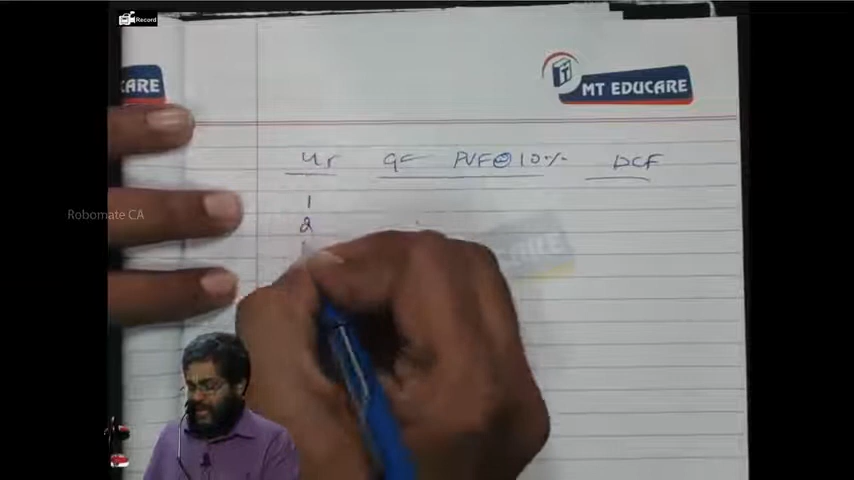 Record
CARE
MT EDUCARE
Yr CF PVF@10% DCF
1
2
Robomate CA